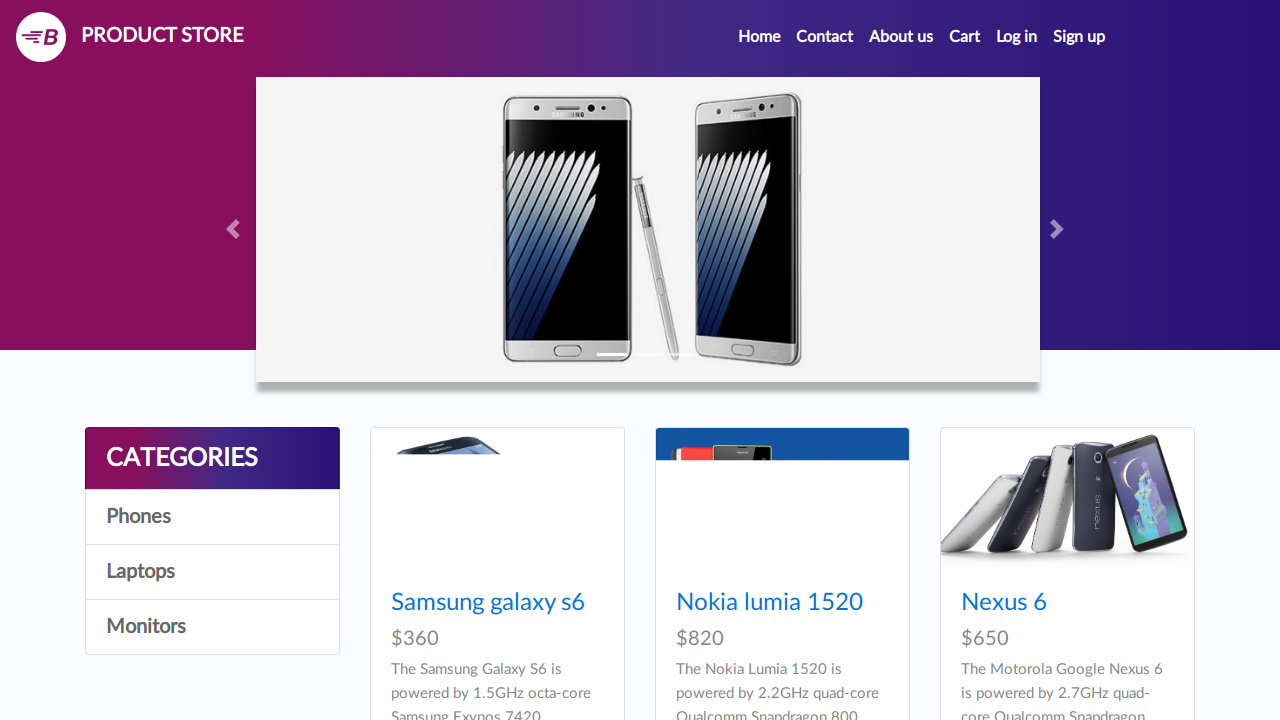 B PRODUCT STORE
Home Contact About us Cart Log in Sign up
SAMSUNG
CATEGORIES
Phones
Laptops
Monitors
Samsung galaxy s6
$360
The Samsung Galaxy S6 is
powered by 1.5GHz octa-core
Samsung Exynos 7420
Nokia lumia 1520
$820
The Nokia Lumia 1520 is
powered by 2.2GHz quad-core
Qualcomm Snapdragon 800
nexus
Nexus 6
$650
The Motorola Google Nexus 6
is powered by 2.7GHz quad-
core Qualcomm Snapdragon